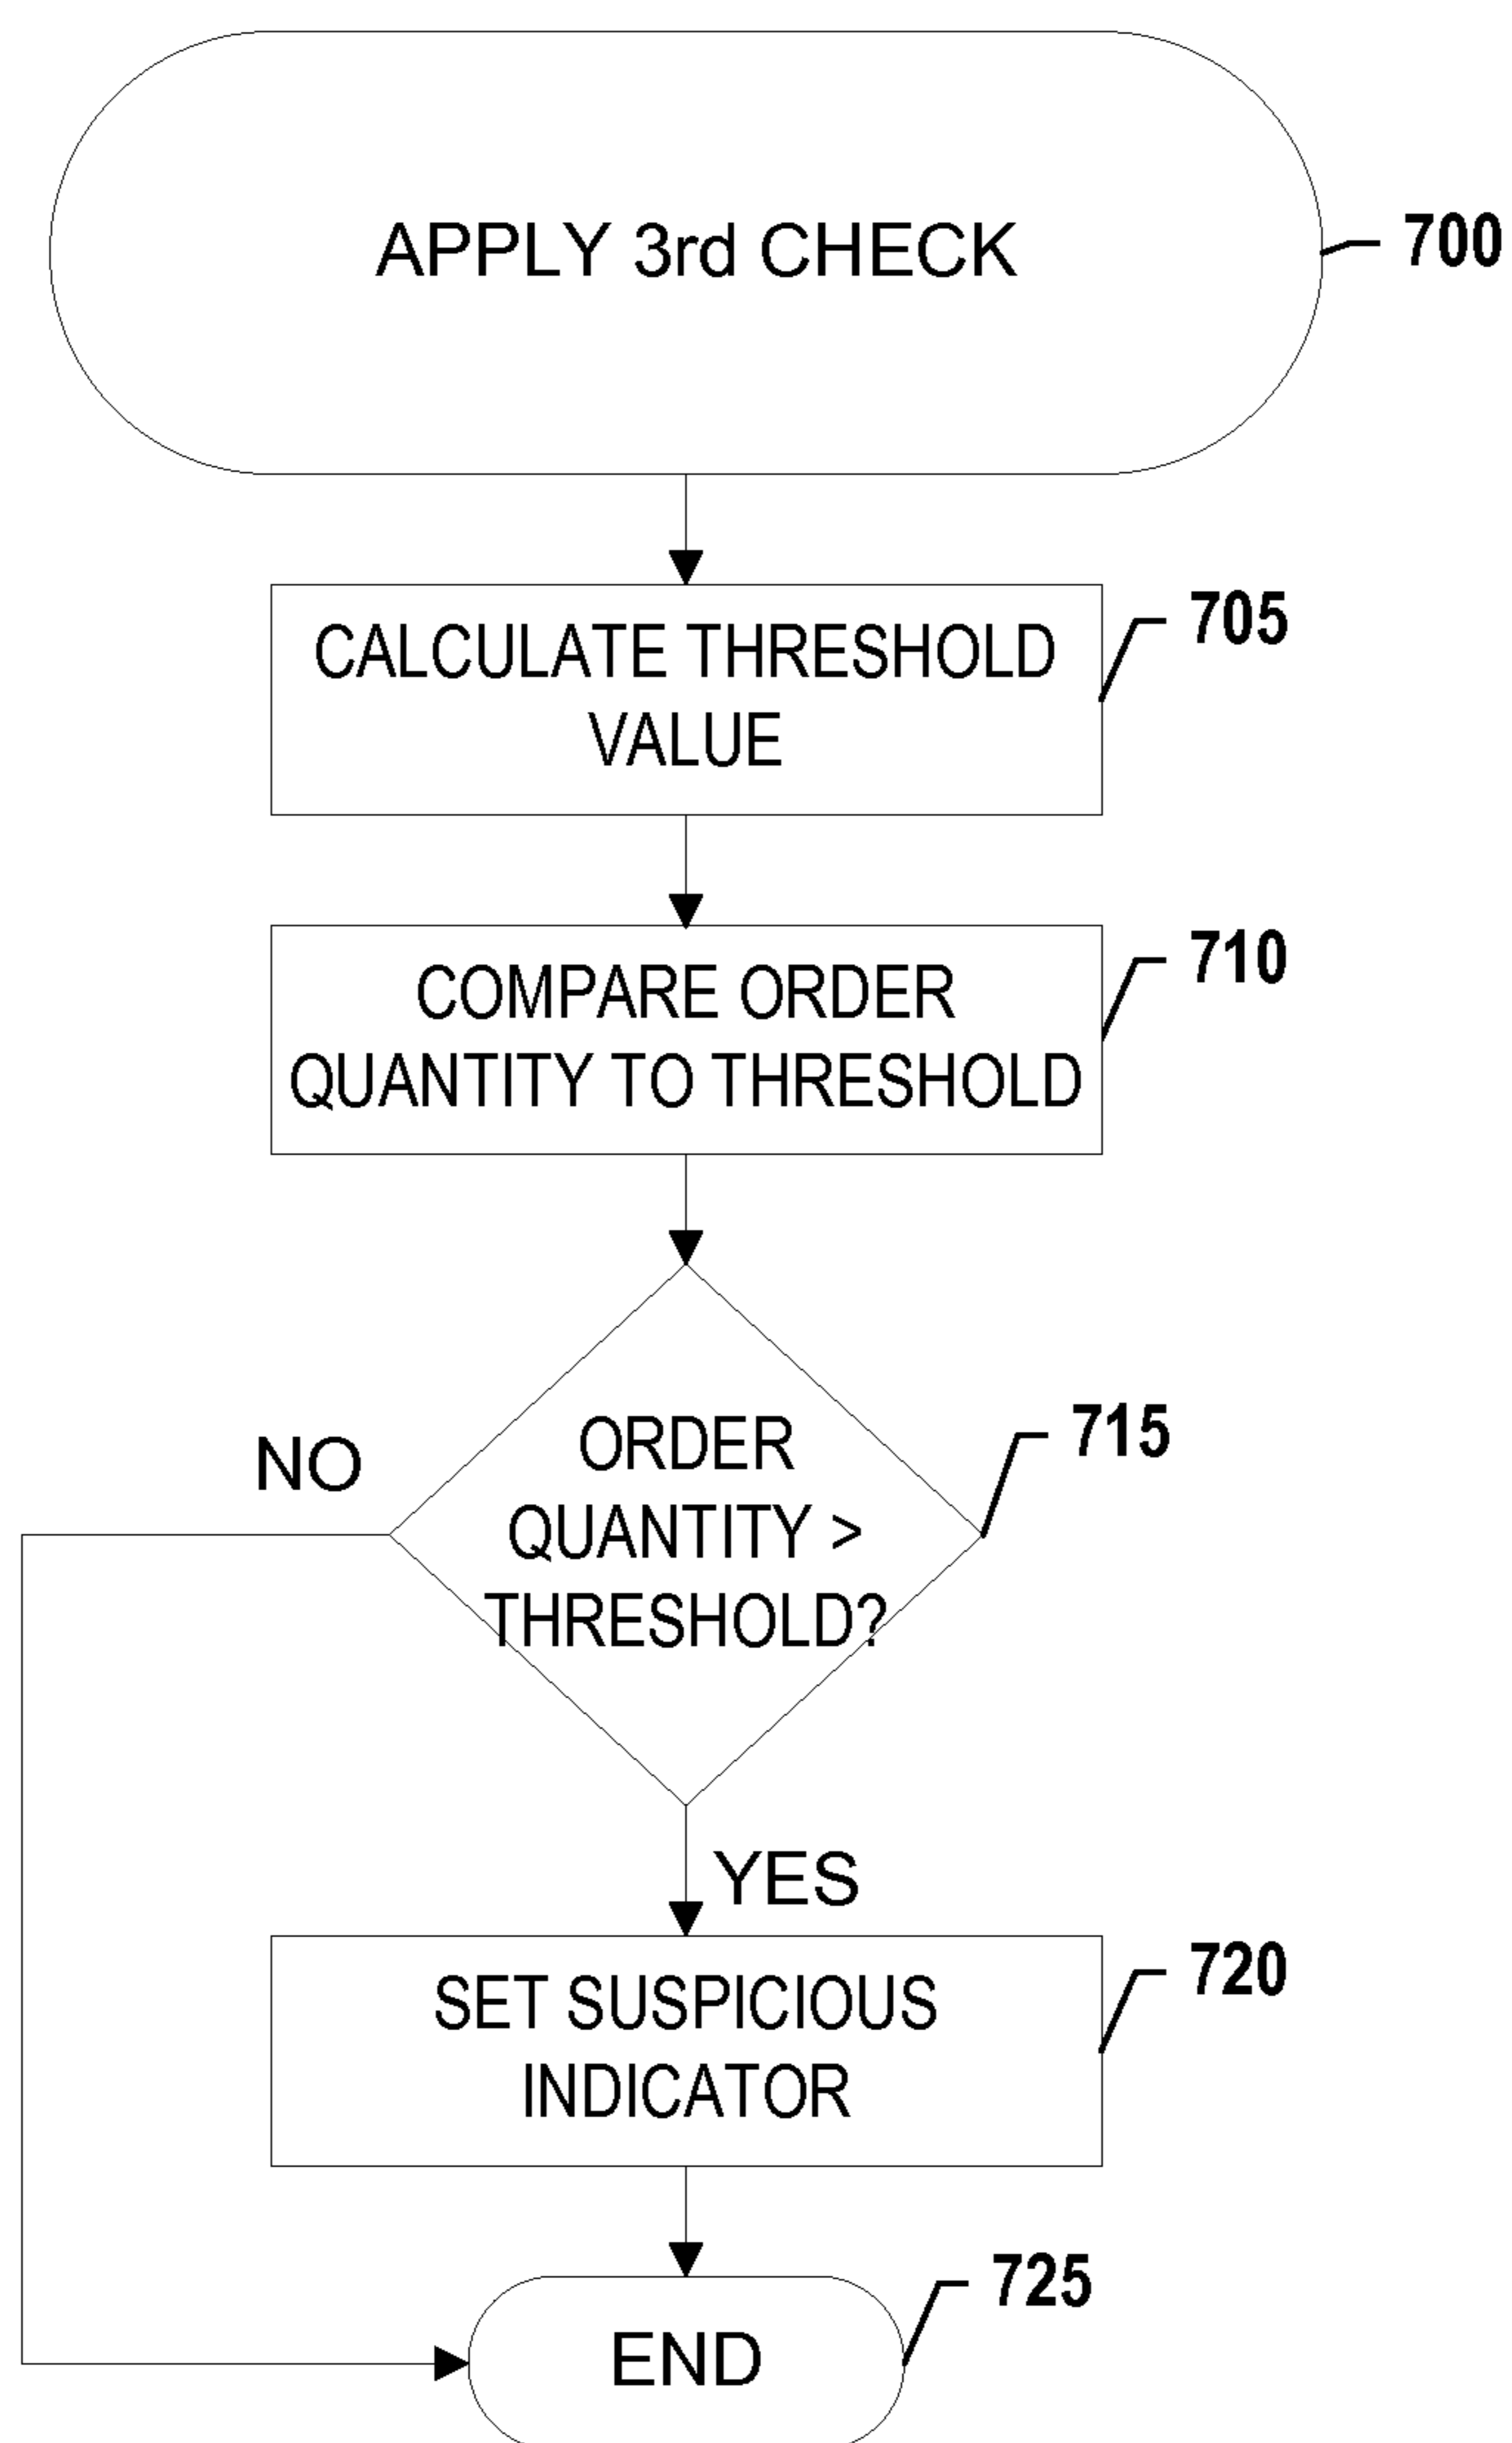 APPLY 3rd CHECK
700
CALCULATE THRESHOLD
VALUE
705
COMPARE ORDER
QUANTITY TO THRESHOLD
710
ORDER
QUANTITY >
THRESHOLD?
715
NO
YES
SET SUSPICIOUS
INDICATOR
720
END
725